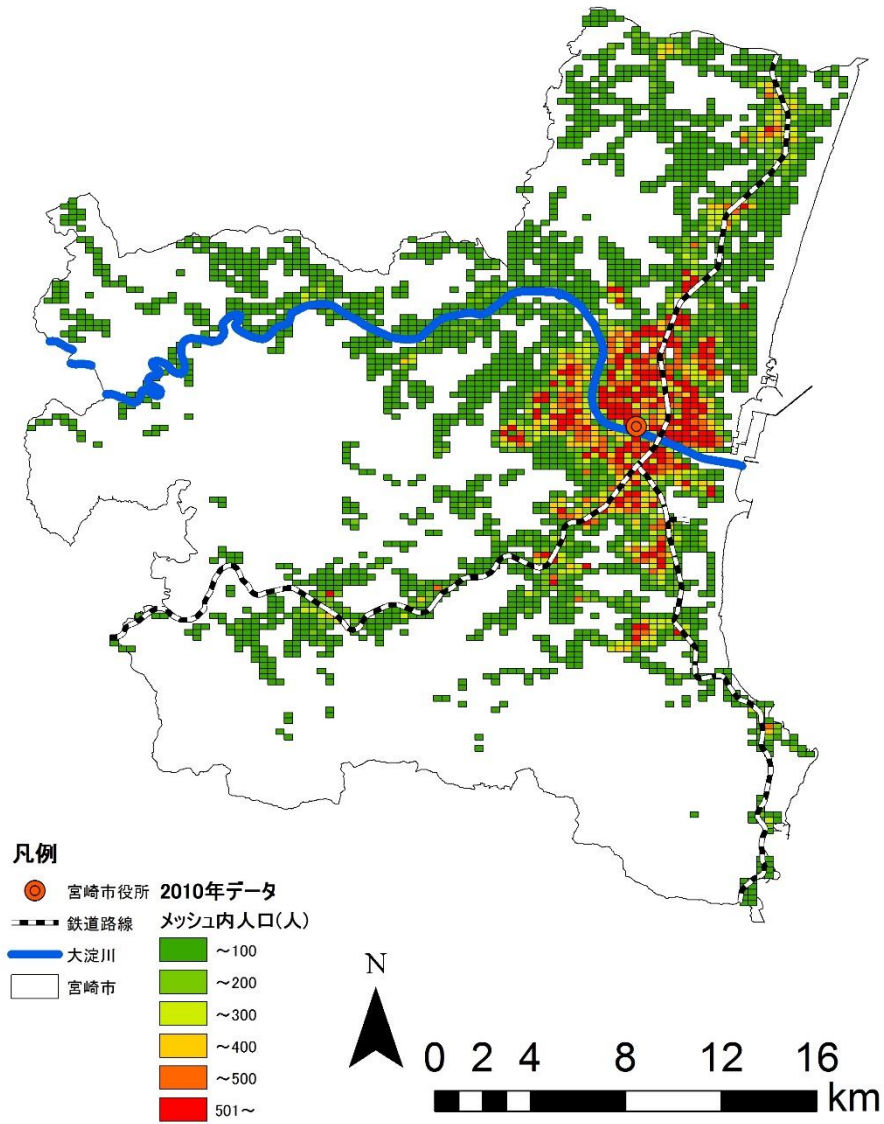 凡例
宮崎市役所
鉄道路線
大淀川
宮崎市
2010年データ
メッシュ内人口(人)
～100
～200
～300
～400
～500
501～
N
0 2 4 8 12 16
km